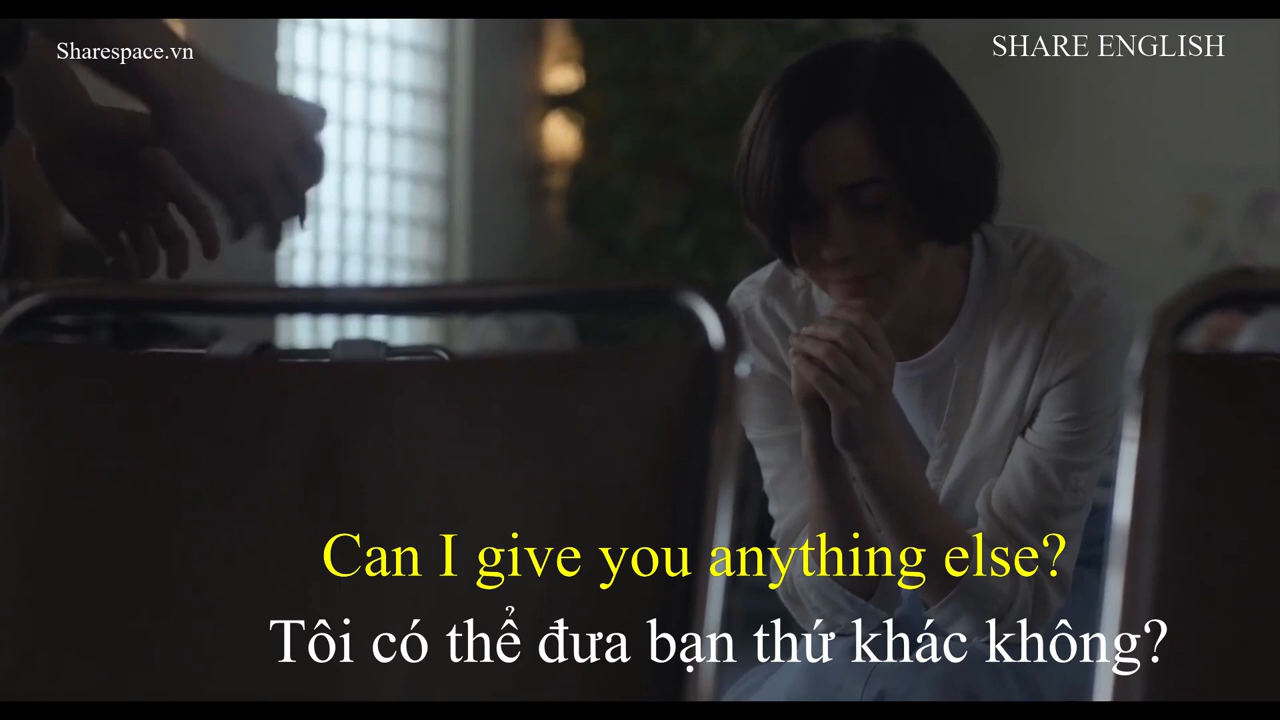 Sharespace.vn
SHARE ENGLISH
Can I give you anything else?
Tôi có thể đưa bạn thứ khác không?